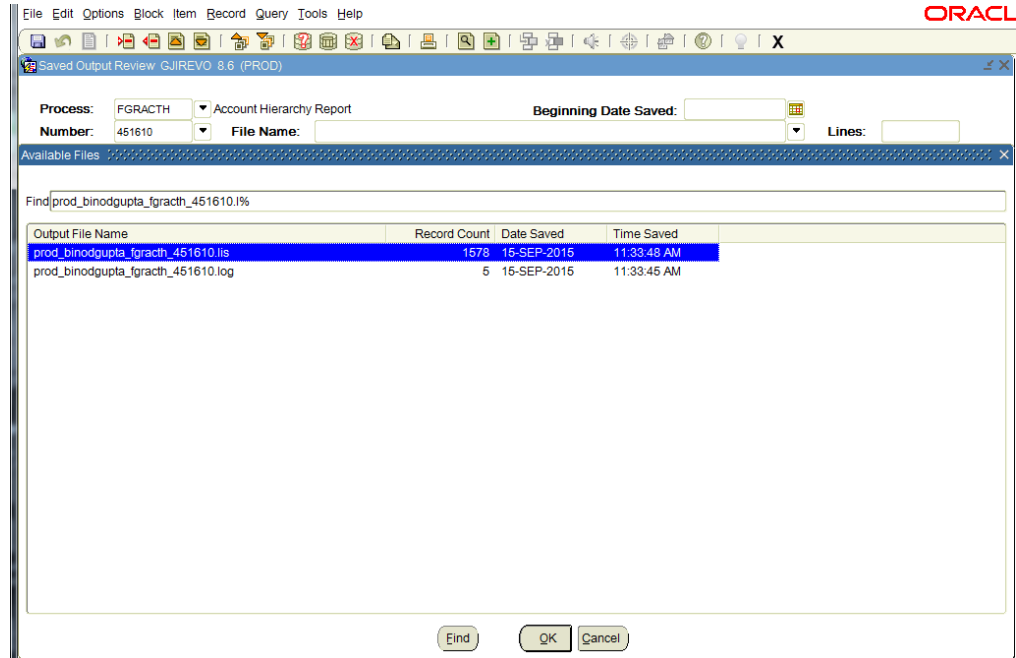 File Edit Options Block Item Record Query Tools Help
ORACL
X
Saved Output Review GJIREVO 8.6 (PROD)
Process: FGRACTH Account Hierarchy Report Beginning Date Saved:
Number: 451610 File Name: Lines:
Available Files
Find prod_binodgupta_fgracth_451610.l%
Output File Name Record Count Date Saved Time Saved
prod_binodgupta_fgracth_451610.lis 1578 15-SEP-2015 11:33:48 AM
prod_binodgupta_fgracth_451610.log 5 15-SEP-2015 11:33:45 AM
Find OK Cancel